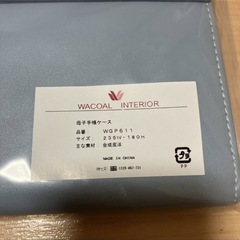 WACOAL INTERIOR
母子手帳ケース
品番: WGP611
サイズ: 235W-180H
主な素材: 合成皮革
MADE IN CHINA